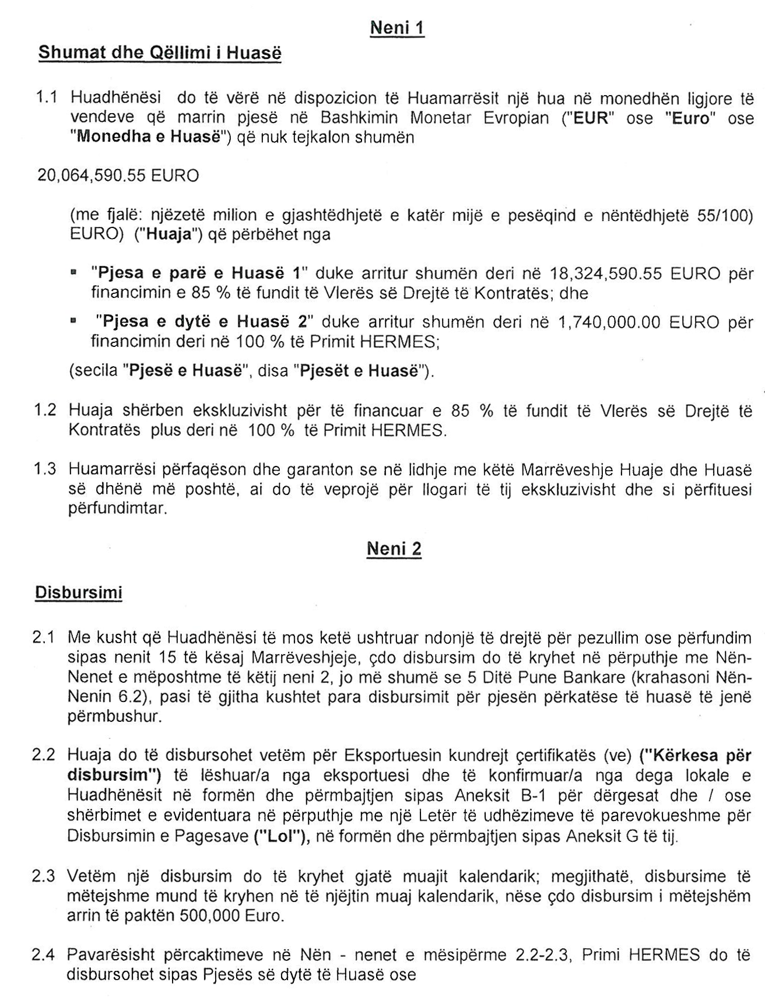 Neni 1
Shumat dhe Qëllimi i Huasë
1.1 Huadhënësi do të vërë në dispozicion të Huamarrësit një hua në monedhën ligjore të
vendeve që marrin pjesë në Bashkimin Monetar Evropian ("EUR" ose "Euro" ose
"Monedha e Huasë") që nuk tejkalon shumën
20,064,590.55 EURO
(me fjalë: njëzetë milion e gjashtëdhjetë e katër mijë e pesëqind e nëntëdhjetë 55/100)
EURO) ("Huaja") që përbëhet nga
▪ "Pjesa e parë e Huasë 1" duke arritur shumën deri në 18,324,590.55 EURO për
financimin e 85 % të fundit të Vlerës së Drejtë të Kontratës; dhe
▪ "Pjesa e dytë e Huasë 2" duke arritur shumën deri në 1,740,000.00 EURO për
financimin deri në 100 % të Primit HERMES;
(secila "Pjesë e Huasë", disa "Pjesët e Huasë").
1.2 Huaja shërben ekskluzivisht për të financuar e 85 % të fundit të Vlerës së Drejtë të
Kontratës plus deri në 100 % të Primit HERMES.
1.3 Huamarrësi përfaqëson dhe garanton se në lidhje me këtë Marrëveshje Huaje dhe Huasë
së dhënë më poshtë, ai do të veprojë për llogari të tij ekskluzivisht dhe si përfituesi
përfundimtar.
Neni 2
Disbursimi
2.1 Me kusht që Huadhënësi të mos ketë ushtruar ndonjë të drejtë për pezullim ose përfundim
sipas nenit 15 të kësaj Marrëveshjeje, çdo disbursim do të kryhet në përputhje me Nën-
Nenet e mëposhtme të këtij neni 2, jo më shumë se 5 Ditë Pune Bankare (krahasoni Nën-
Nenin 6.2), pasi të gjitha kushtet para disbursimit për pjesën përkatëse të huasë të jenë
përmbushur.
2.2 Huaja do të disbursohet vetëm për Eksportuesin kundrejt çertifikatës (ve) ("Kërkesa për
disbursim") të lëshuar/a nga eksportuesi dhe të konfirmuar/a nga dega lokale e
Huadhënësit në formën dhe përmbajtjen sipas Aneksit B-1 për dërgesat dhe / ose
shërbimet e evidentuara në përputhje me një Letër të udhëzimeve të parevokueshme për
Disbursimin e Pagesave ("LoI"), në formën dhe përmbajtjen sipas Aneksit G të tij.
2.3 Vetëm një disbursim do të kryhet gjatë muajit kalendarik; megjithatë, disbursime të
mëtejshme mund të kryhen në të njëjtin muaj kalendarik, nëse çdo disbursim i mëtejshëm
arrin të paktën 500,000 Euro.
2.4 Pavarësisht përcaktimeve në Nën - nenet e mësipërme 2.2-2.3, Primi HERMES do të
disbursohet sipas Pjesës së dytë të Huasë ose